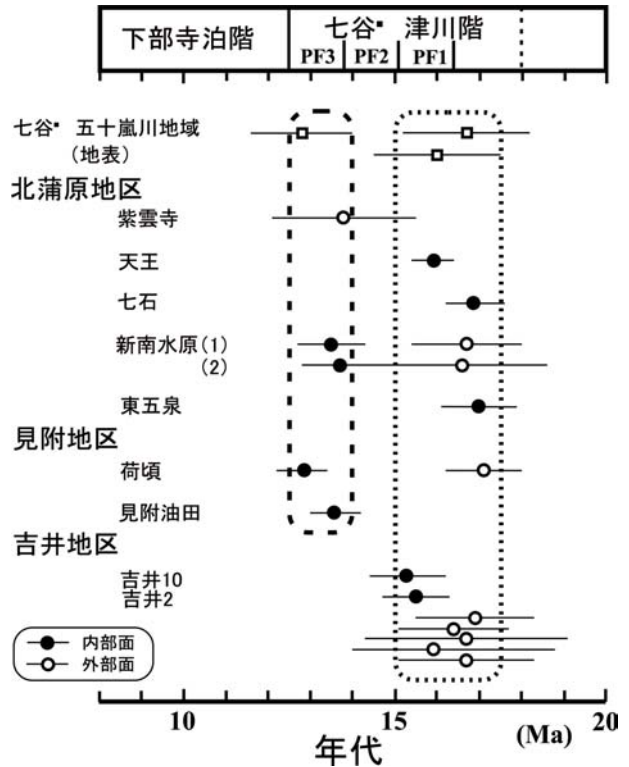 下部寺泊階
七谷・津川階
PF3 PF2 PF1
七谷・五十嵐川地域
(地表)
北蒲原地区
紫雲寺
天王
七石
新南水原(1)
(2)
東五泉
見附地区
荷頃
見附油田
吉井地区
吉井10
吉井2
内部面
外部面
10 15 20
年代
(Ma)